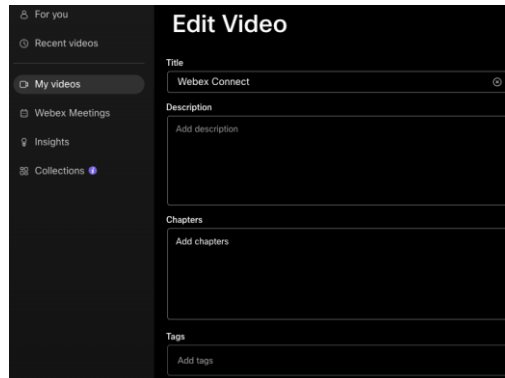 For you
Recent videos
My videos
Webex Meetings
Insights
Collections
Edit Video
Title
Webex Connect
Description
Add description
Chapters
Add chapters
Tags
Add tags